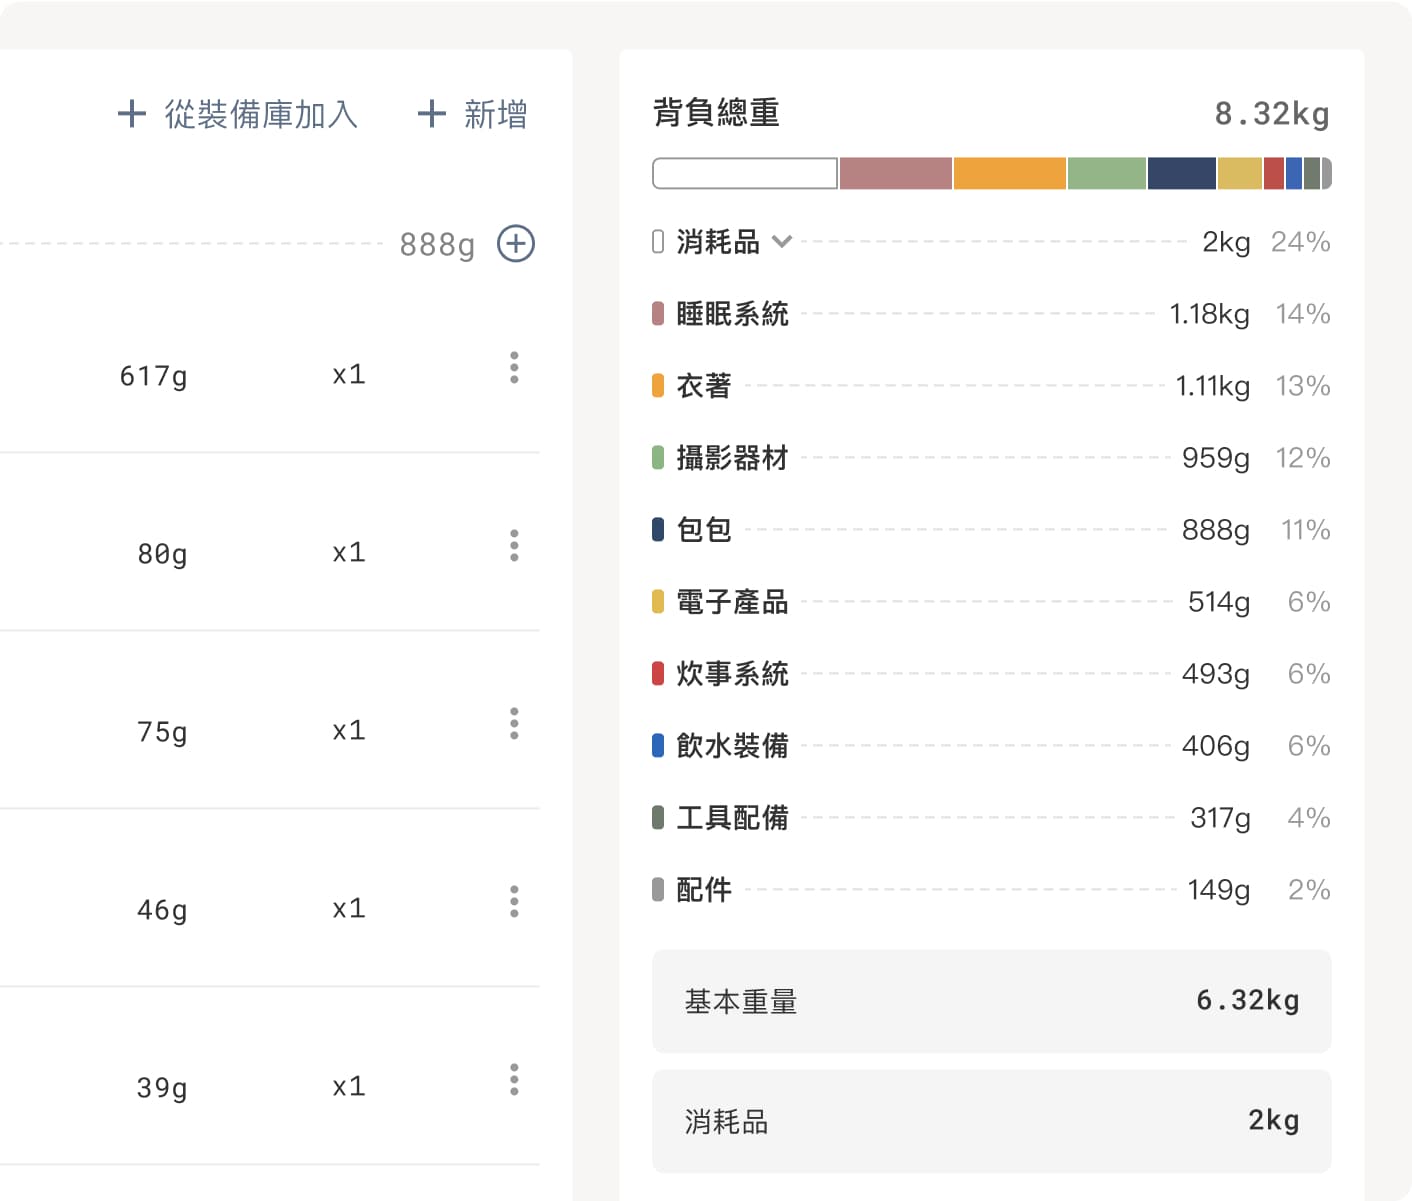 從裝備庫加入 新增
888g
617g x1
80g x1
75g x1
46g x1
39g x1
背負總重 8.32kg
消耗品 2kg 24%
睡眠系統 1.18kg 14%
衣著 1.11kg 13%
攝影器材 959g 12%
包包 888g 11%
電子產品 514g 6%
炊事系統 493g 6%
飲水裝備 406g 6%
工具配備 317g 4%
配件 149g 2%
基本重量 6.32kg
消耗品 2kg